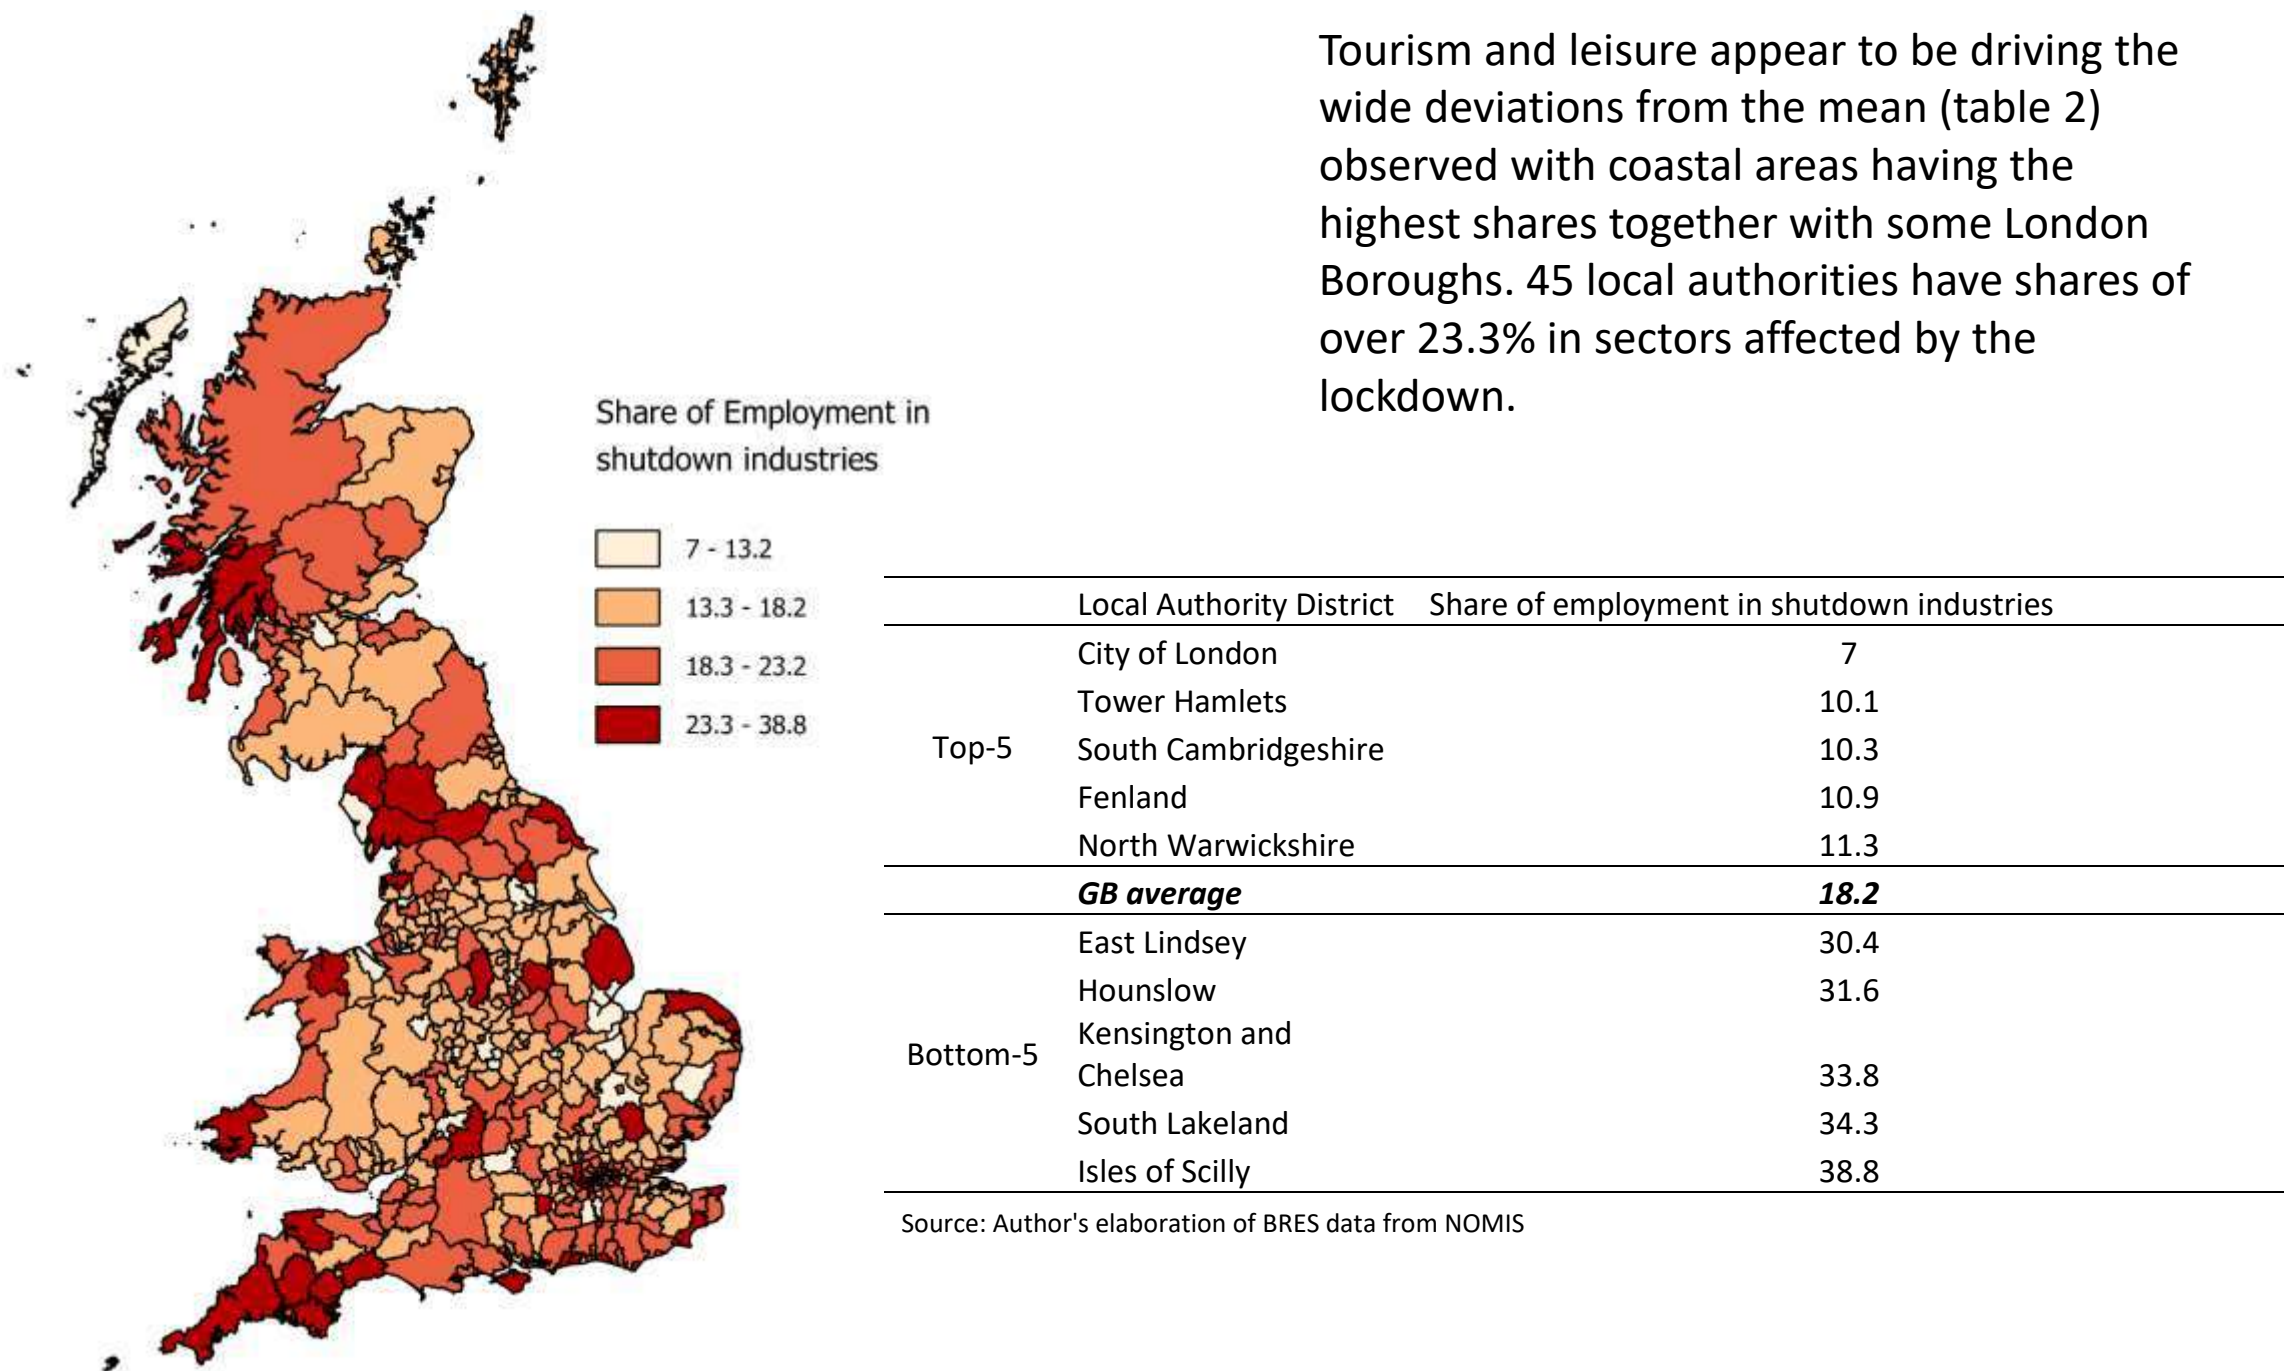 Tourism and leisure appear to be driving the
wide deviations from the mean (table 2)
observed with coastal areas having the
highest shares together with some London
Boroughs. 45 local authorities have shares of
over 23.3% in sectors affected by the
lockdown.
Share of Employment in
shutdown industries
7 - 13.2
13.3 - 18.2
18.3 - 23.2
23.3 - 38.8
Local Authority District Share of employment in shutdown industries
Top-5
City of London 7
Tower Hamlets 10.1
South Cambridgeshire 10.3
Fenland 10.9
North Warwickshire 11.3
GB average 18.2
Bottom-5
East Lindsey 30.4
Hounslow 31.6
Kensington and
Chelsea 33.8
South Lakeland 34.3
Isles of Scilly 38.8
Source: Author's elaboration of BRES data from NOMIS